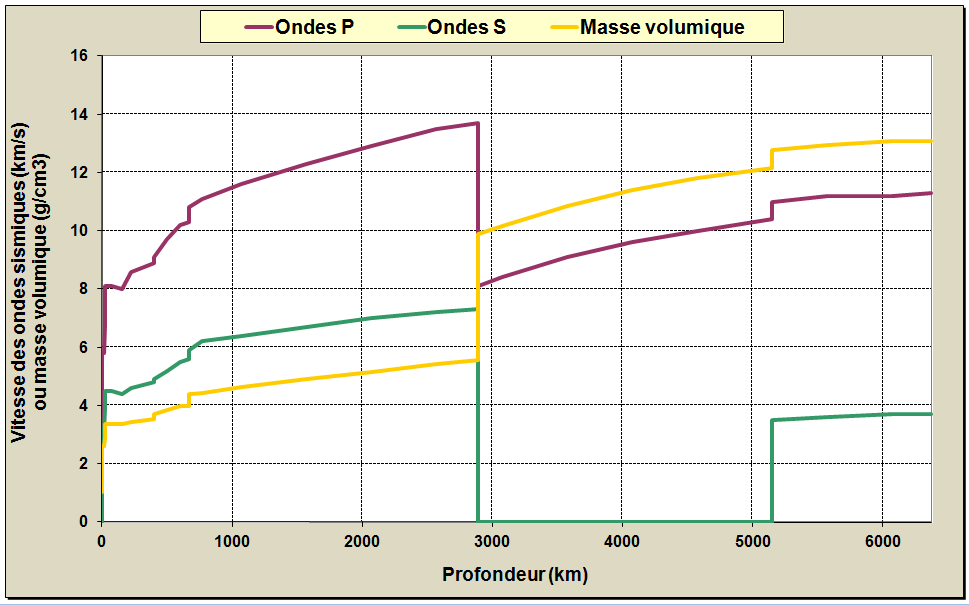 Ondes P Ondes S Masse volumique
Vitesse des ondes sismiques (km/s)
ou masse volumique (g/cm3)
16
14
12
10
8
6
4
2
0
0 1000 2000 3000 4000 5000 6000
Profondeur (km)